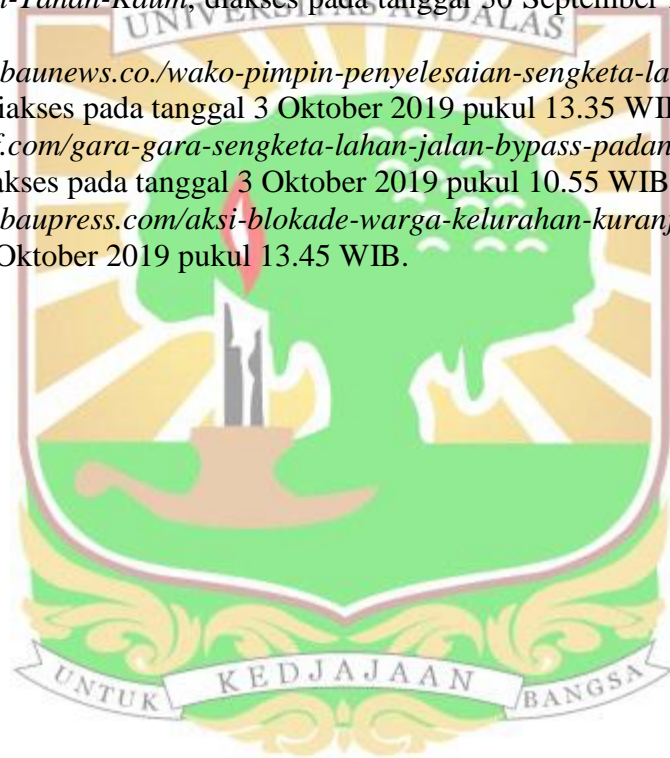 -Tanah-Kaum, diakses pada tanggal 30 September
UNIVERSITAS ANDALAS
baunews.co./wako-pimpin-penyelesaian-sengketa-la
iakses pada tanggal 3 Oktober 2019 pukul 13.35 WI
.com/gara-gara-sengketa-lahan-jalan-bypass-padan
akses pada tanggal 3 Oktober 2019 pukul 10.55 WIB
baupress.com/aksi-blokade-warga-kelurahan-kuranj
Oktober 2019 pukul 13.45 WIB.
UNTUK KEDJAJAAN BANGSA